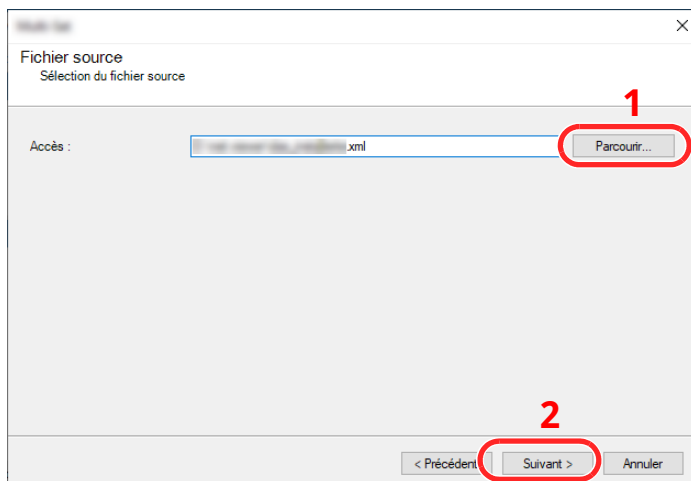 Fichier source
Sélection du fichier source
1
Accès :
.xml
Parcourir...
2
< Précédent
Suivant >
Annuler